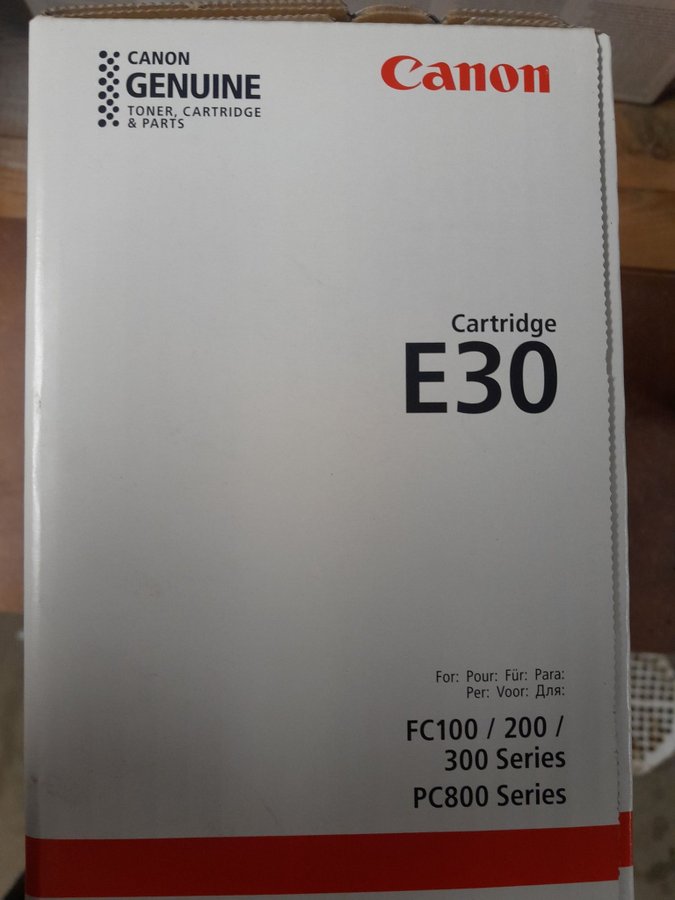 CANON
GENUINE
TONER, CARTRIDGE
& PARTS
Canon
Cartridge
E30
For: Pour: Für: Para:
Per: Voor: Для:
FC100 / 200 /
300 Series
PC800 Series